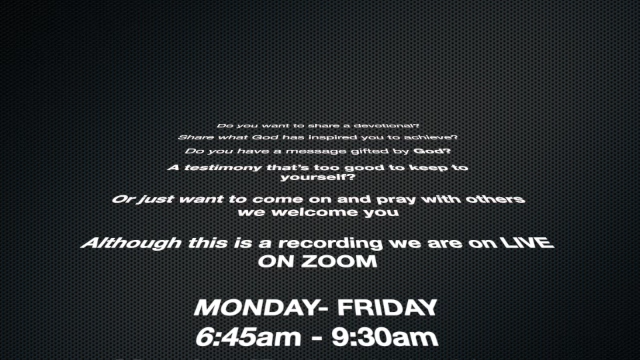 Do you want to share a devotional?
Share what God has inspired you to achieve?
Do you have a message gifted by God?
A testimony that's too good to keep to
yourself?
Or just want to come on and pray with others
we welcome you
Although this is a recording we are on LIVE
ON ZOOM
MONDAY- FRIDAY
6:45am - 9:30am